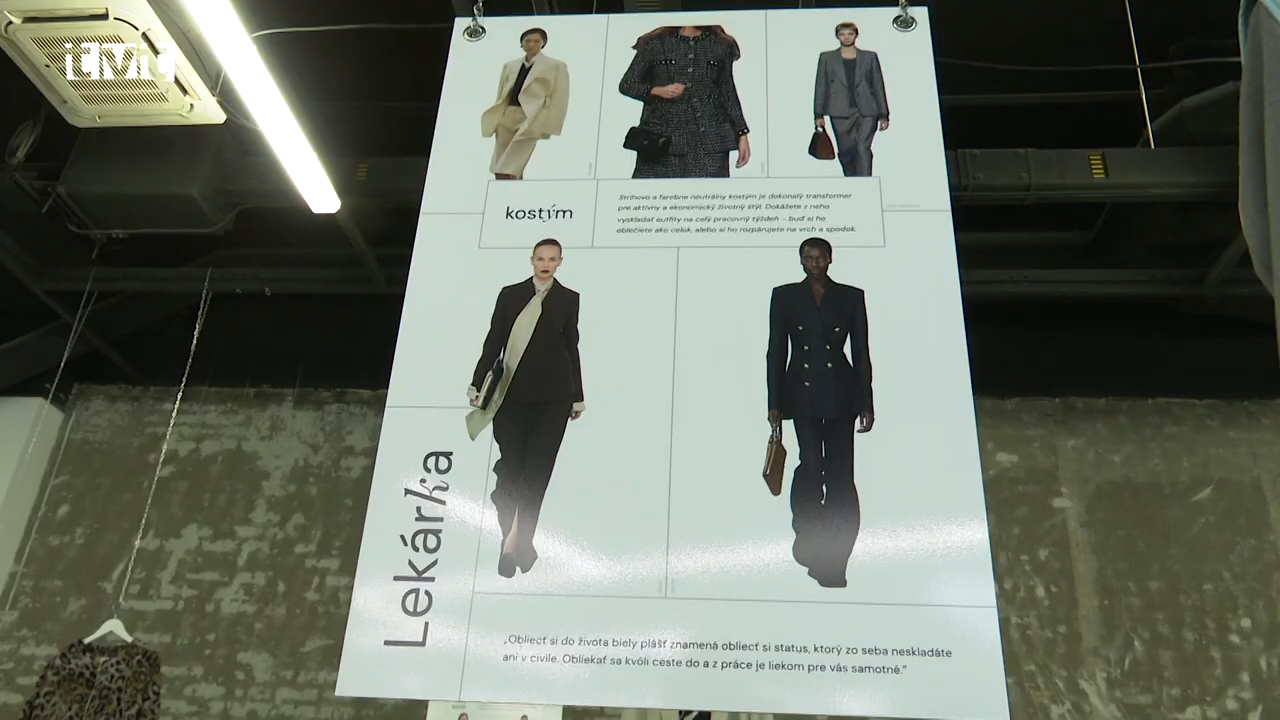 kostým
Strihovo a farebne neutrálny kostým je dokonalý transformer
pre aktívny a ekonomický životný štýl. Dokážete z neho
vyskladať outfity na celý pracovný týždeň – buď si ho
oblečiete ako celok, alebo si ho rozpárujete na vrch a spodok.
Lekárka
„Obliecť si do života biely plášť znamená obliecť si status, ktorý zo seba neskladáte
ani v civile. Obliekať sa kvôli ceste do a z práce je liekom pre vás samotné.“